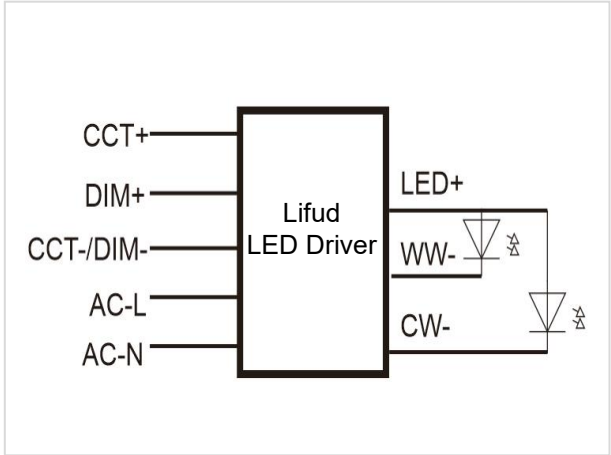 CCT+
DIM+
CCT-/DIM-
AC-L
AC-N
Lifud
LED Driver
LED+
WW-
CW-